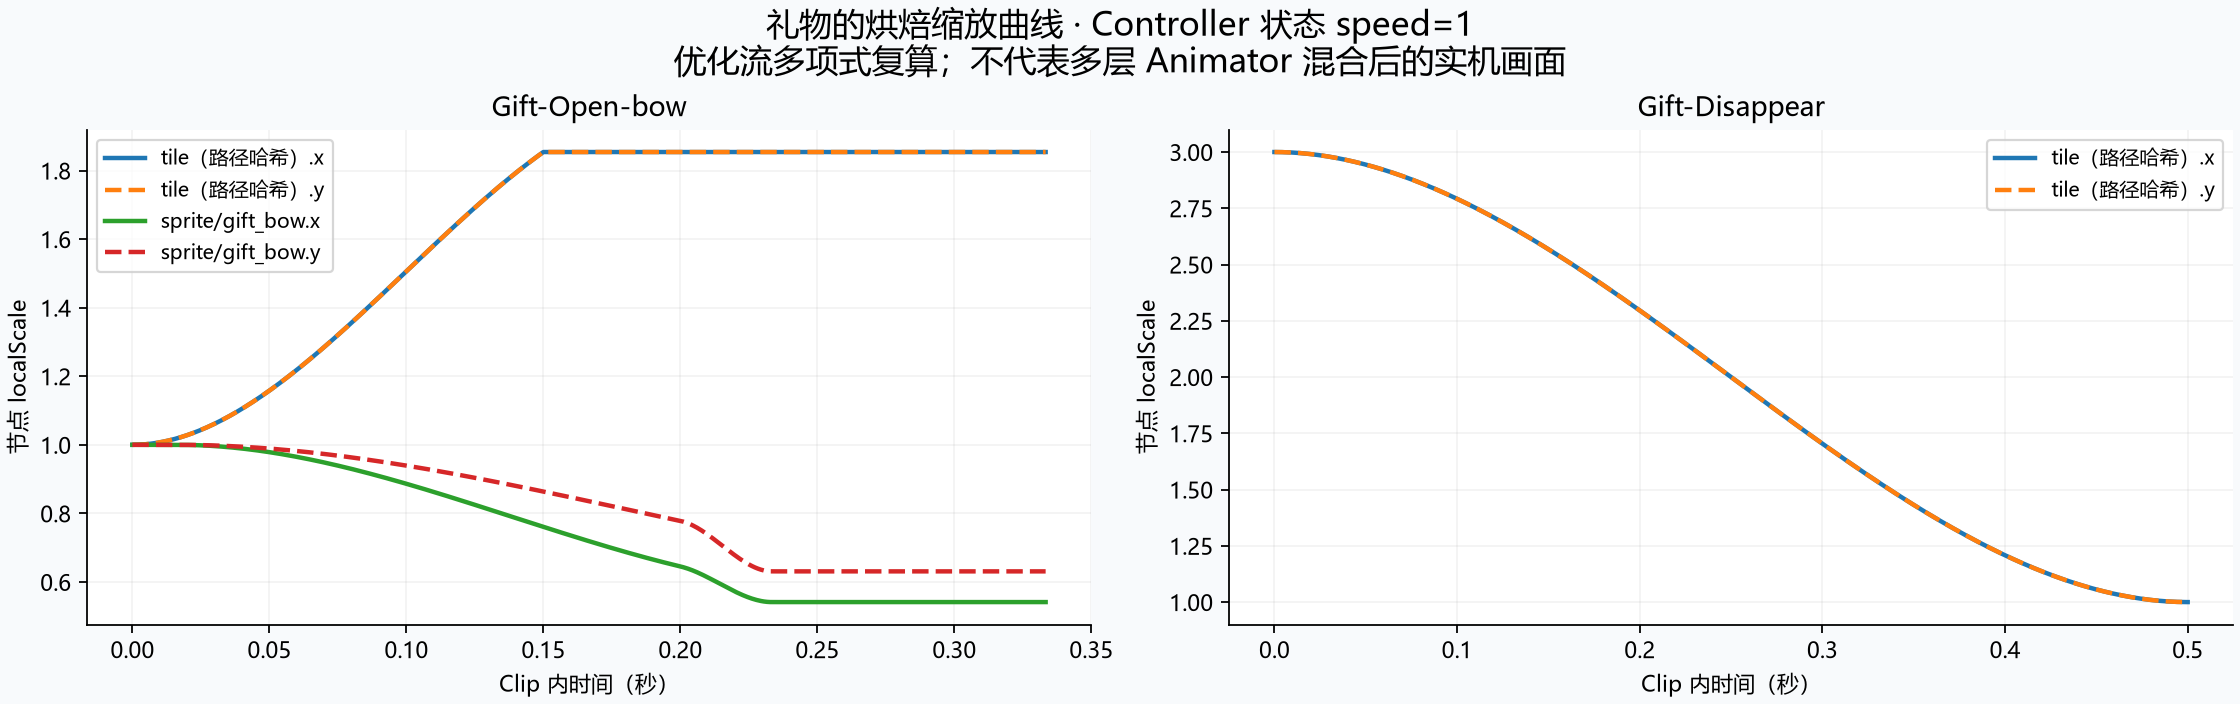 礼物的烘焙缩放曲线 · Controller 状态 speed=1
优化流多项式复算；不代表多层 Animator 混合后的实机画面
Gift-Open-bow
tile（路径哈希）.x
tile（路径哈希）.y
sprite/gift_bow.x
sprite/gift_bow.y
节点 localScale
1.8
1.6
1.4
1.2
1.0
0.8
0.6
0.00 0.05 0.10 0.15 0.20 0.25 0.30 0.35
Clip 内时间（秒）
Gift-Disappear
tile（路径哈希）.x
tile（路径哈希）.y
节点 localScale
3.00
2.75
2.50
2.25
2.00
1.75
1.50
1.25
1.00
0.0 0.1 0.2 0.3 0.4 0.5
Clip 内时间（秒）